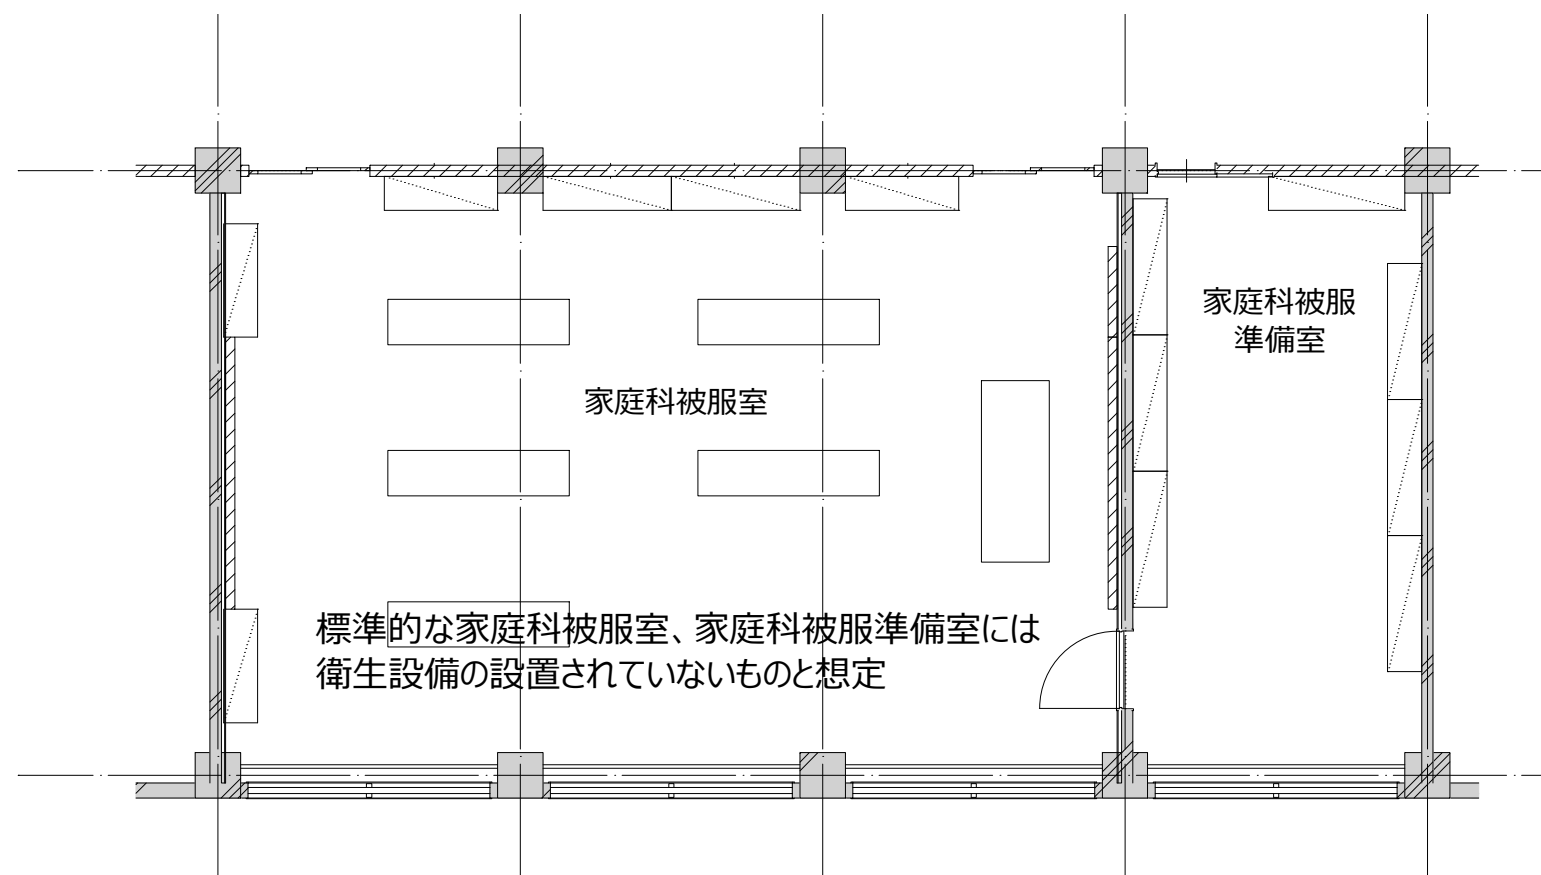 家庭科被服
準備室
家庭科被服室
標準的な家庭科被服室、家庭科被服準備室には
衛生設備の設置されていないものと想定